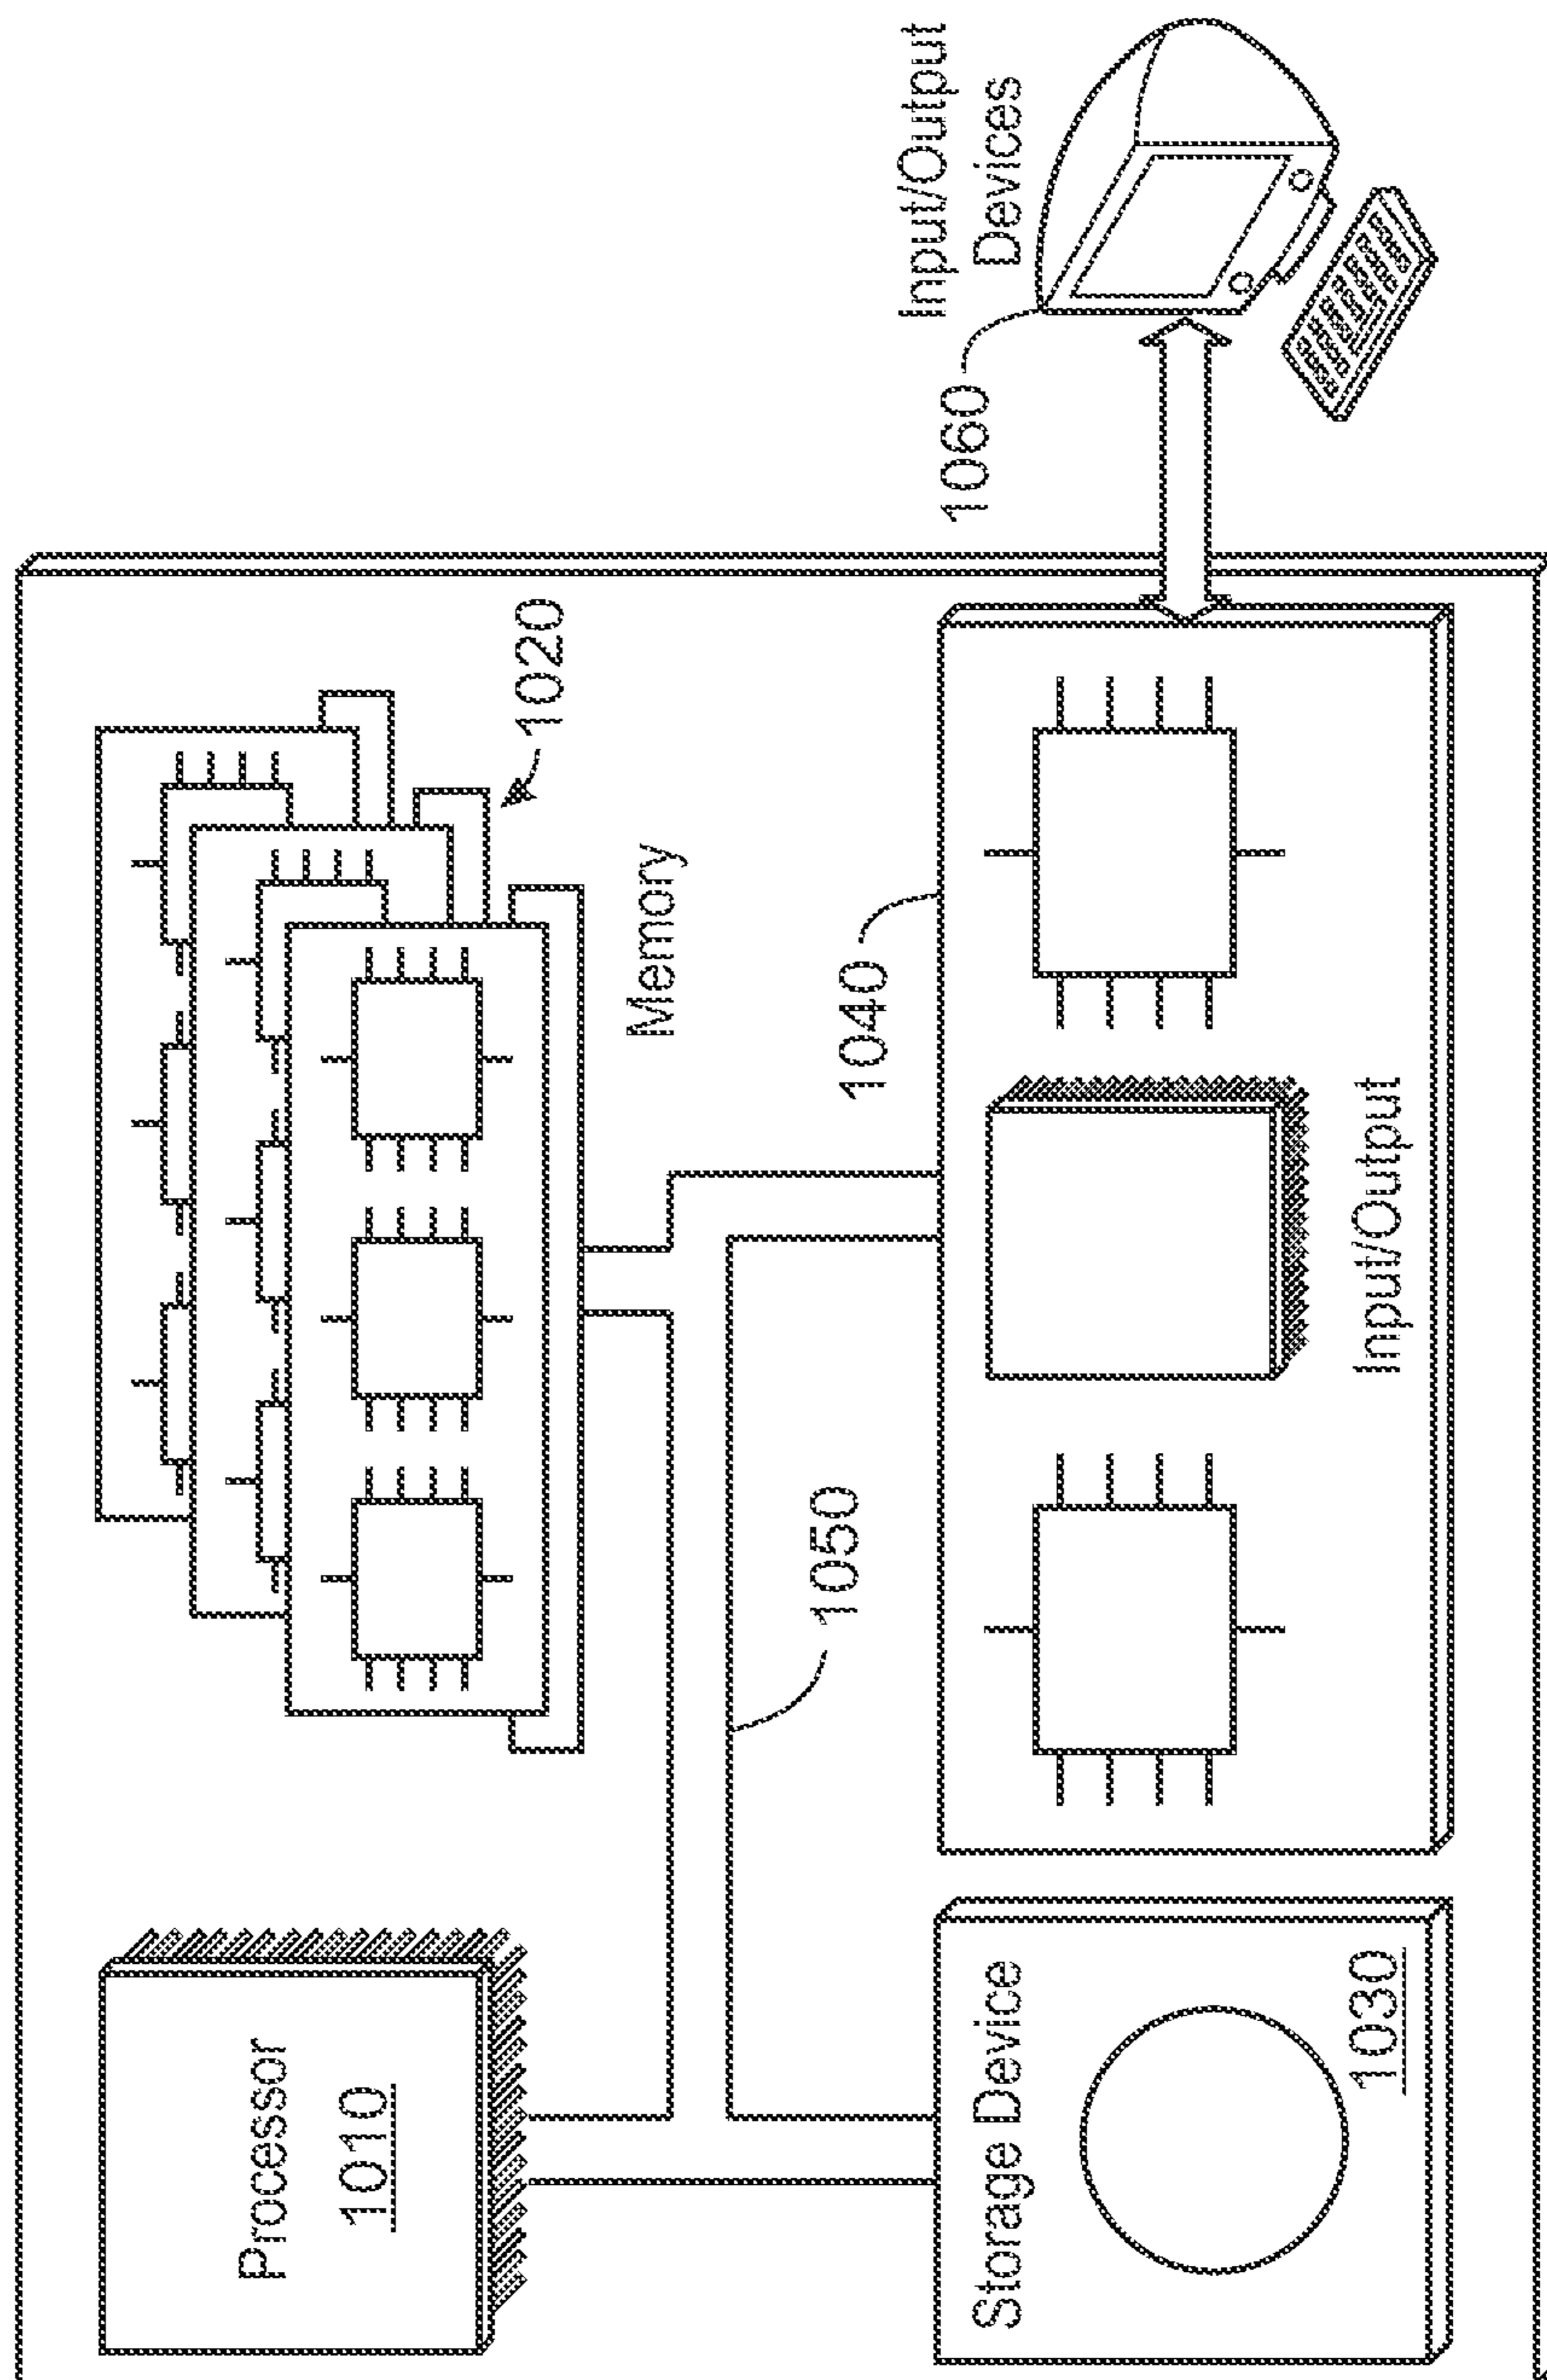 Processor
1010
1020
Memory
Input/Output
Devices
1060
1050
1040
Storage Device
1030
Input/Output